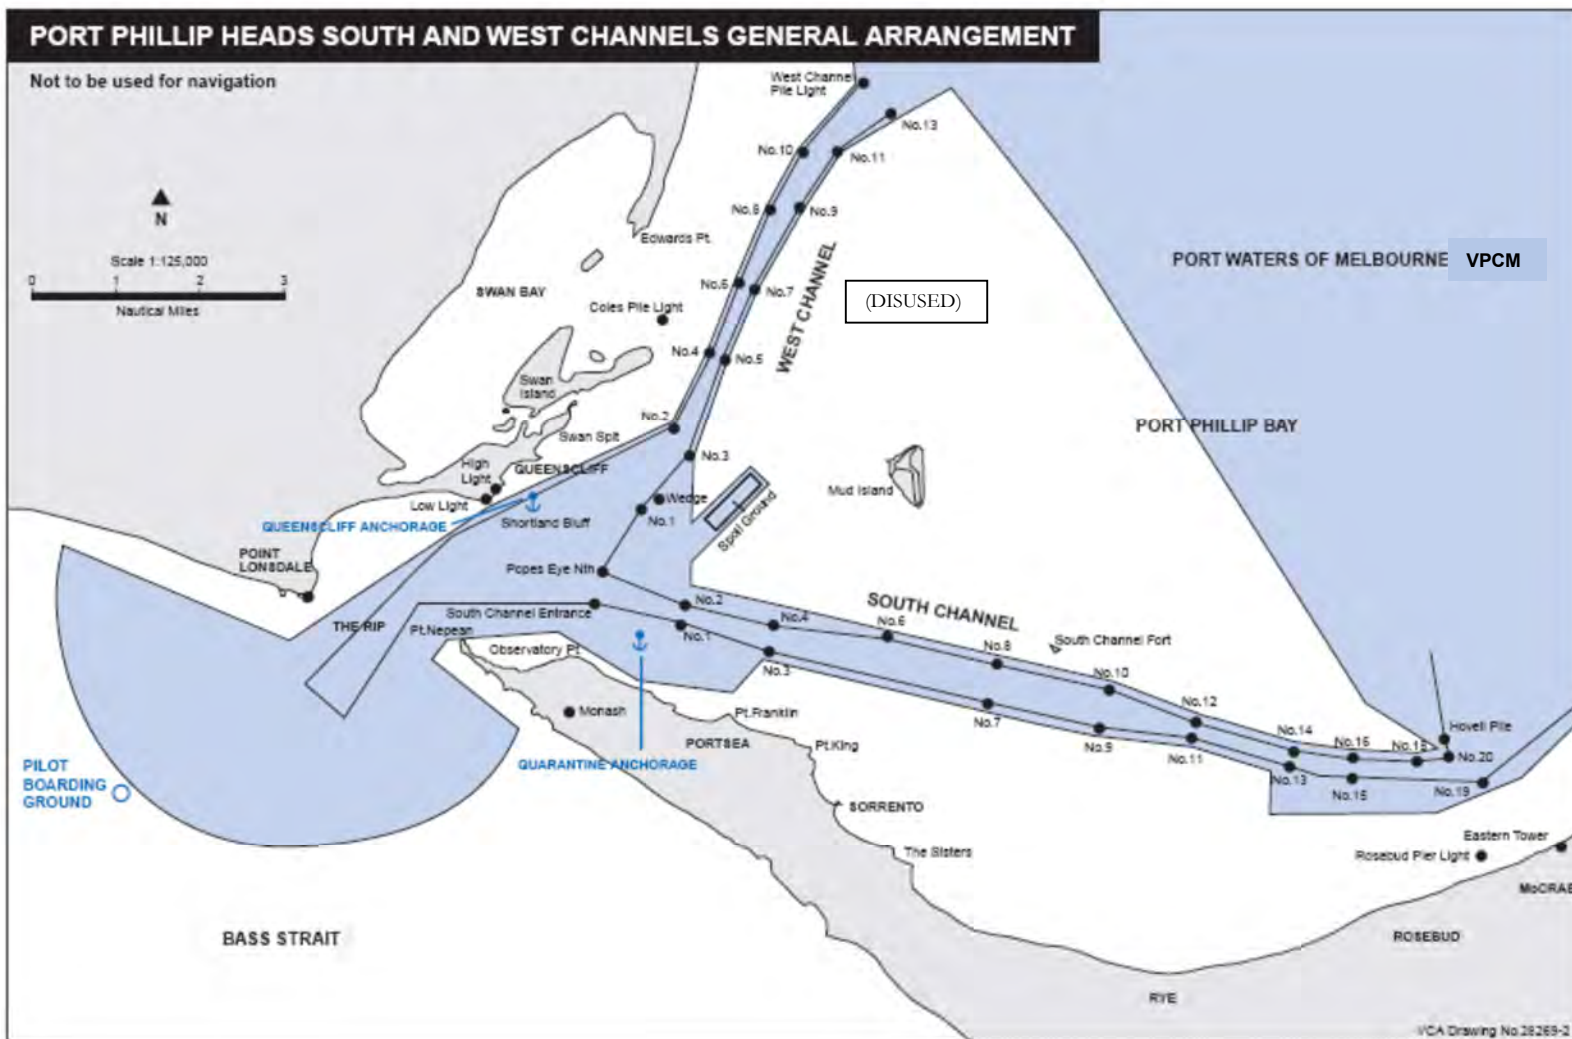 PORT PHILLIP HEADS SOUTH AND WEST CHANNELS GENERAL ARRANGEMENT
Not to be used for navigation
N
Scale 1:125,000
0 1 2 3
Nautical Miles
West Channel
Pile Light
No.13
No.10
No.11
No.8
No.9
Edwards Pt.
PORT WATERS OF MELBOURNE VPCM
No.6
No.7
WEST CHANNEL
(DISUSED)
SWAN BAY
Coles Pile Light
No.4
No.5
Swan
Island
No.2
Swan Spit
PORT PHILLIP BAY
No.3
High
Light
QUEENSCLIFF
Low Light
Wedge
Mud Island
QUEENSCLIFF ANCHORAGE
Shortland Bluff
No.1
Spoil Ground
POINT
LONSDALE
Popes Eye Nth
SOUTH CHANNEL
South Channel Entrance
No.2
No.4
No.6
THE RIP
Pt.Nepean
No.1
South Channel Fort
Observatory Pt
No.3
No.8
No.10
Monash
Pt.Franklin
No.7
No.12
PORTSEA
Pt.King
No.9
No.11
No.14
No.16
No.18
Hovell Pile
No.20
PILOT
BOARDING
GROUND
QUARANTINE ANCHORAGE
No.13
No.15
No.19
SORRENTO
Eastern Tower
The Sisters
Rosebud Pier Light
McCRAE
BASS STRAIT
ROSEBUD
RYE
VCA Drawing No.28269-2